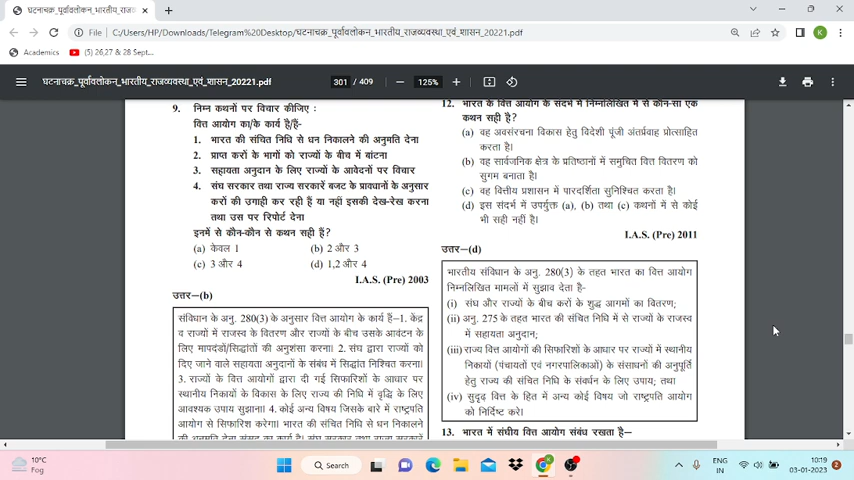 घटनाचक्र_पूर्वावलोकन_भारतीय_राजव्य
File
C:/Users/HP/Downloads/Telegram%20Desktop/घटनाचक्र_पूर्वावलोकन_भारतीय_राजव्यवस्था_एवं_शासन_20221.pdf
K
Academics
(5) 26,27 & 28 Sept...
घटनाचक्र_पूर्वावलोकन_भारतीय_राजव्यवस्था_एवं_शासन_20221.pdf
301 / 409
125%
9. निम्न कथनों पर विचार कीजिए :
वित्त आयोग का/के कार्य है/हैं-
1. भारत की संचित निधि से धन निकालने की अनुमति देना
2. प्राप्त करों के भागों को राज्यों के बीच में बांटना
3. सहायता अनुदान के लिए राज्यों के आवेदनों पर विचार
4. संघ सरकार तथा राज्य सरकारें बजट के प्रावधानों के अनुसार
करों की उगाही कर रही हैं या नहीं इसकी देख-रेख करना
तथा उस पर रिपोर्ट देना
इनमें से कौन-कौन से कथन सही हैं?
(a) केवल 1 (b) 2 और 3
(c) 3 और 4 (d) 1,2 और 4
I.A.S. (Pre) 2003
उत्तर—(b)
संविधान के अनु. 280(3) के अनुसार वित्त आयोग के कार्य हैं-1. केंद्र
व राज्यों में राजस्व के वितरण और राज्यों के बीच उसके आवंटन के
लिए मापदंडों/सिद्धांतों की अनुशंसा करना। 2. संघ द्वारा राज्यों को
दिए जाने वाले सहायता अनुदानों के संबंध में सिद्धांत निश्चित करना।
3. राज्यों के वित्त आयोगों द्वारा दी गई सिफारिशों के आधार पर
स्थानीय निकायों के विकास के लिए राज्य की निधि में वृद्धि के लिए
आवश्यक उपाय सुझाना। 4. कोई अन्य विषय जिसके बारे में राष्ट्रपति
आयोग से सिफारिश करेगा। भारत की संचित निधि से धन निकालने
की अनुमति देना संसद का कार्य है। संघ सरकार तथा राज्य सरकारें
12. भारत के वित्त आयोग के संदर्भ में निम्नलिखित में से कौन-सा एक
कथन सही है?
(a) वह अवसंरचना विकास हेतु विदेशी पूंजी अंतर्प्रवाह प्रोत्साहित
करता है।
(b) वह सार्वजनिक क्षेत्र के प्रतिष्ठानों में समुचित वित्त वितरण को
सुगम बनाता है।
(c) वह वित्तीय प्रशासन में पारदर्शिता सुनिश्चित करता है।
(d) इस संदर्भ में उपर्युक्त (a), (b) तथा (c) कथनों में से कोई
भी सही नहीं है।
I.A.S. (Pre) 2011
उत्तर—(d)
भारतीय संविधान के अनु. 280(3) के तहत भारत का वित्त आयोग
निम्नलिखित मामलों में सुझाव देता है-
(i) संघ और राज्यों के बीच करों के शुद्ध आगमों का वितरण;
(ii) अनु. 275 के तहत भारत की संचित निधि में से राज्यों के राजस्व
में सहायता अनुदान;
(iii) राज्य वित्त आयोगों की सिफारिशों के आधार पर राज्यों में स्थानीय
निकायों (पंचायतों एवं नगरपालिकाओं) के संसाधनों की अनुपूर्ति
हेतु राज्य की संचित निधि के संवर्धन के लिए उपाय; तथा
(iv) सुदृढ़ वित्त के हित में अन्य कोई विषय जो राष्ट्रपति आयोग
को निर्दिष्ट करे।
13. भारत में संघीय वित्त आयोग संबंध रखता है—
10°C
Fog
Search
ENG
IN
10:19
03-01-2023
2